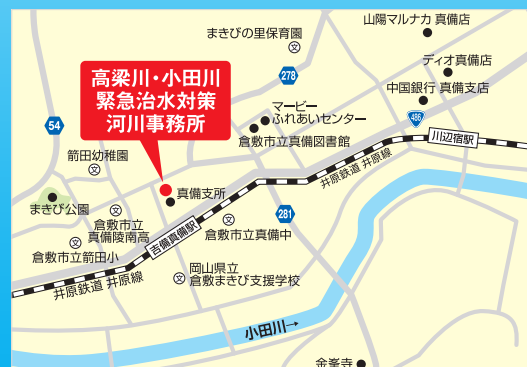 山陽マルナカ 真備店
まきびの里保育園
文
ディオ真備店
高梁川・小田川
緊急治水対策
河川事務所
278
中国銀行 真備支店
マービー
ふれあいセンター
486
54
倉敷市立真備図書館
川辺宿駅
箭田幼稚園
文
井原鉄道 井原線
真備支所
まきび公園
文
倉敷市立
真備陵南高
文
281
倉敷市立真備中
吉備真備駅
文
倉敷市立箭田小
文
岡山県立
倉敷まきび支援学校
井原鉄道 井原線
小田川→
金峯寺